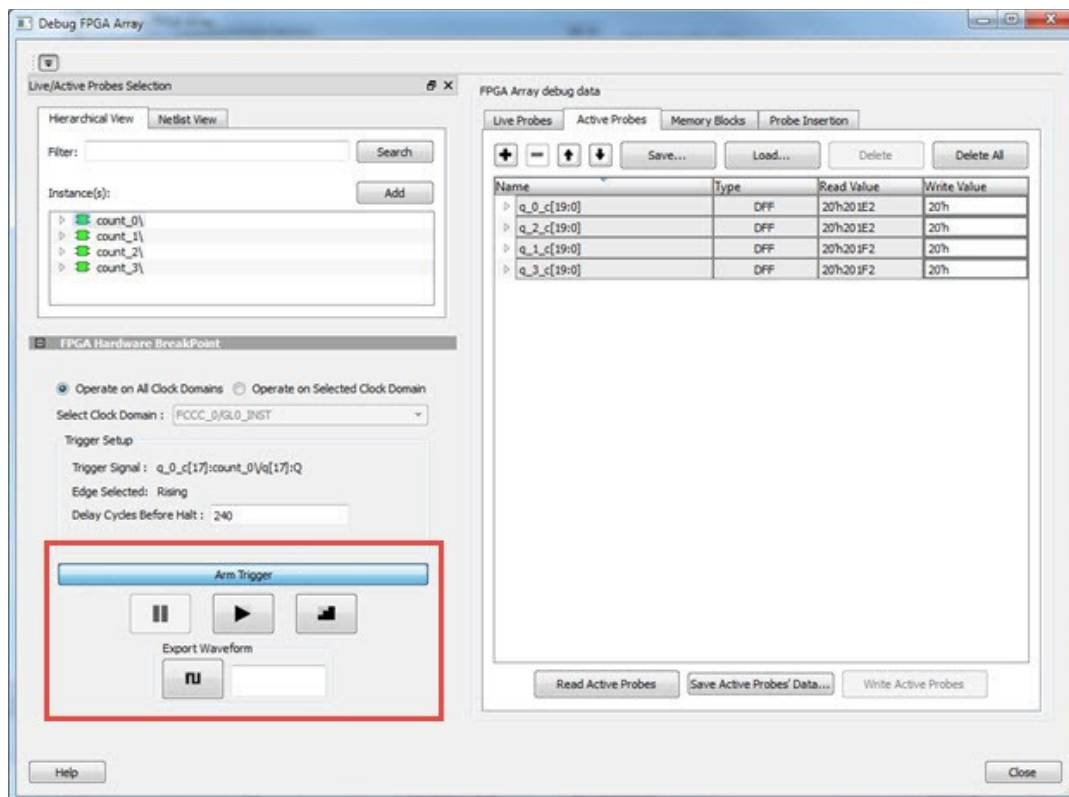 Debug FPGA Array
Live/Active Probes Selection
Hierarchical View Netlist View
Filter: Search
Instance(s): Add
count_0\
count_1\
count_2\
count_3\
FPGA Hardware BreakPoint
Operate on All Clock Domains Operate on Selected Clock Domain
Select Clock Domain : FCCC_0/GL0_INST
Trigger Setup
Trigger Signal : q_0_c[17]:count_0\/q[17]:Q
Edge Selected: Rising
Delay Cycles Before Halt : 240
Arm Trigger
Export Waveform
Help
FPGA Array debug data
Live Probes Active Probes Memory Blocks Probe Insertion
Save... Load... Delete Delete All
Name Type Read Value Write Value
q_0_c[19:0] DFF 20'h201E2 20'h
q_2_c[19:0] DFF 20'h201E2 20'h
q_1_c[19:0] DFF 20'h201F2 20'h
q_3_c[19:0] DFF 20'h201F2 20'h
Read Active Probes Save Active Probes' Data... Write Active Probes
Close